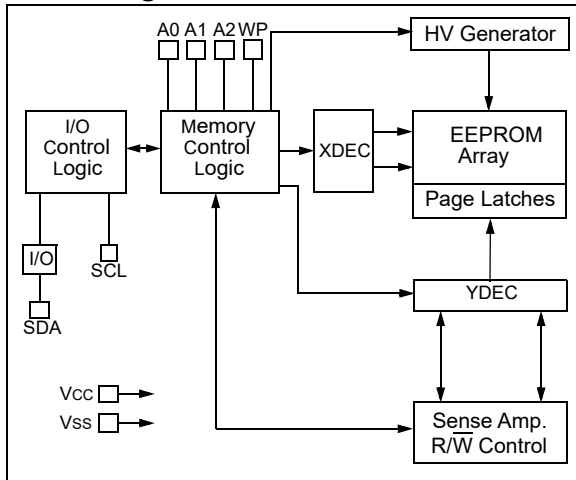 A0 A1 A2 WP
HV Generator
I/O
Control
Logic
Memory
Control
Logic
XDEC
EEPROM
Array
Page Latches
I/O
SCL
SDA
YDEC
Vcc
Vss
Sense Amp.
R/W̅ Control